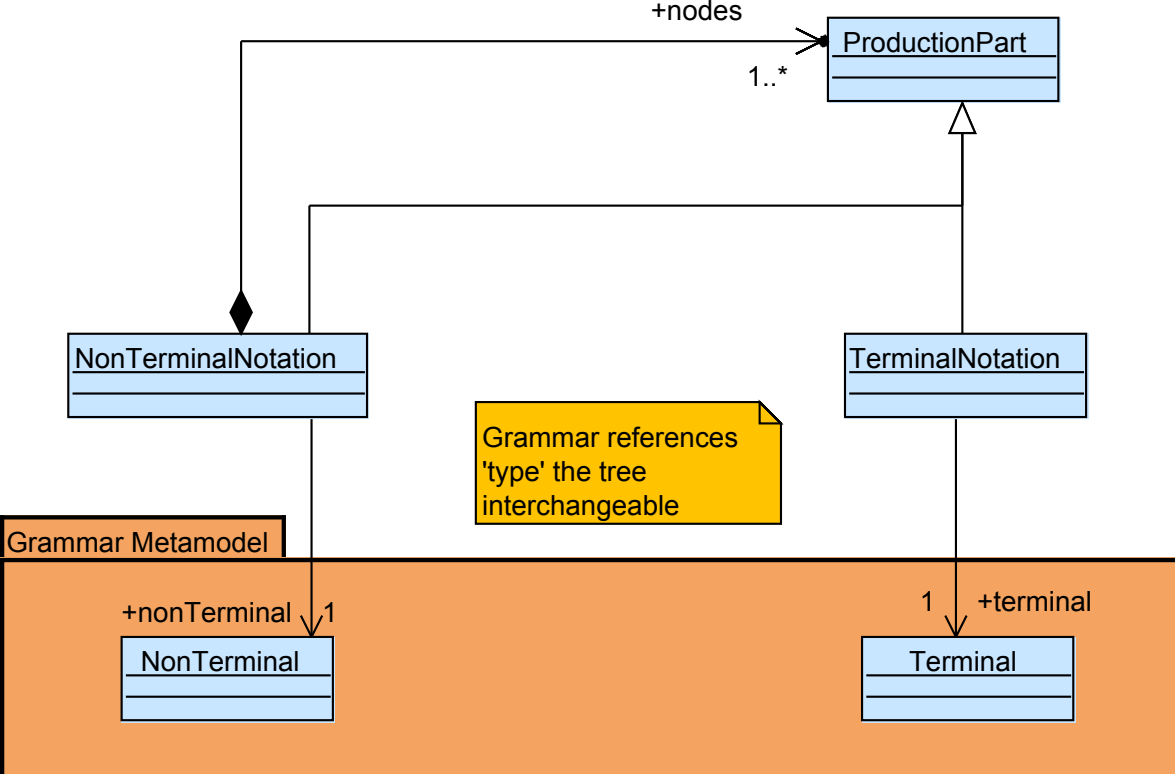 +nodes
ProductionPart
1..*
NonTerminalNotation
TerminalNotation
Grammar references
'type' the tree
interchangeable
Grammar Metamodel
+nonTerminal 1
1 +terminal
NonTerminal
Terminal